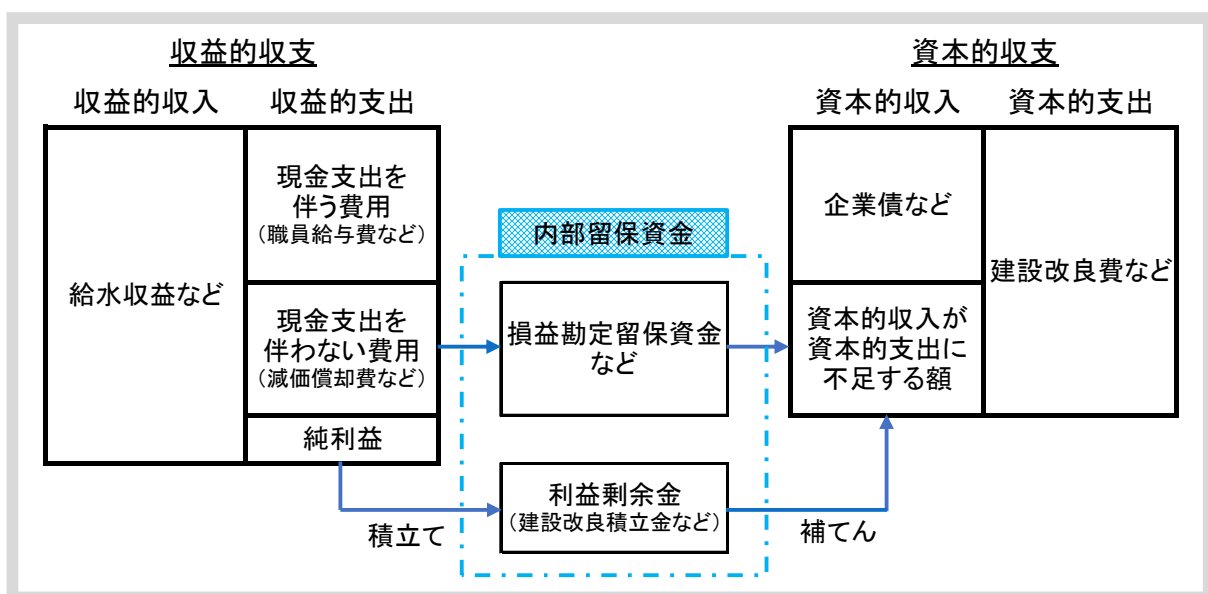 収益的収支
資本的収支
収益的収入
収益的支出
資本的収入
資本的支出
給水収益など
現金支出を
伴う費用
（職員給与費など）
現金支出を
伴わない費用
（減価償却費など）
純利益
内部留保資金
損益勘定留保資金
など
利益剰余金
（建設改良積立金など）
積立て
補てん
企業債など
資本的収入が
資本的支出に
不足する額
建設改良費など